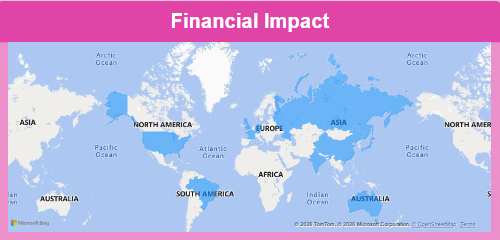 Financial Impact
Arctic
Ocean
Arctic
Ocean
ASIA
NORTH AMERICA
EUROPE
ASIA
NORTH AMER
Pacific
Ocean
Atlantic
Ocean
Pacific
Ocean
AFRICA
Indian
Ocean
SOUTH AMERICA
AUSTRALIA
AUSTRALIA
Microsoft Bing
© 2026 TomTom, © 2026 Microsoft Corporation, © OpenStreetMap Terms